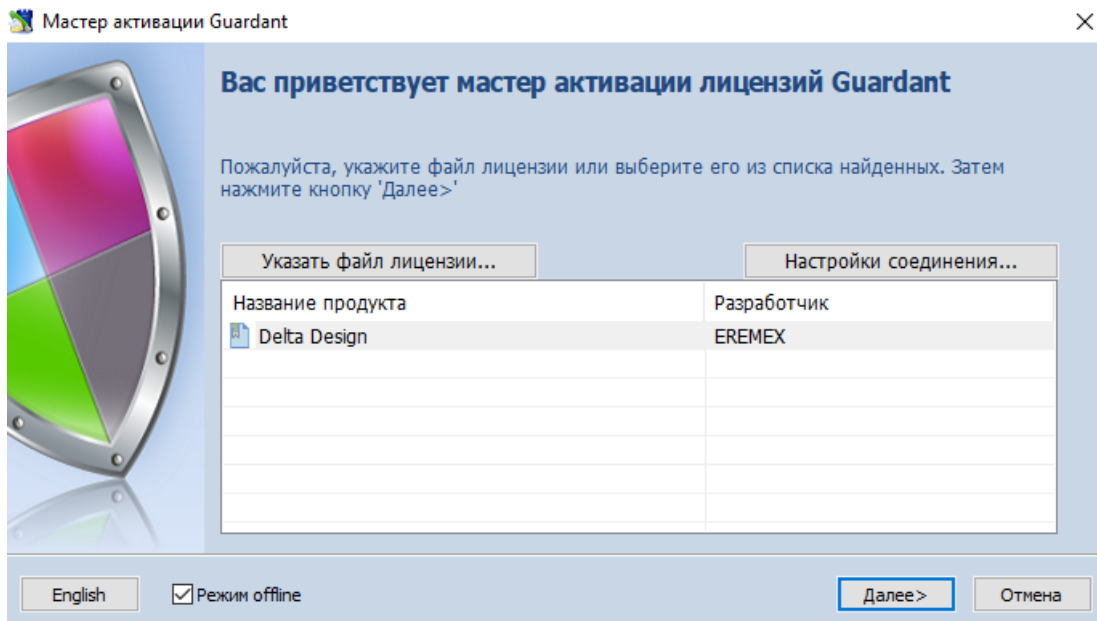 Мастер активации Guardant
Вас приветствует мастер активации лицензий Guardant
Пожалуйста, укажите файл лицензии или выберите его из списка найденных. Затем
нажмите кнопку 'Далее>'
Указать файл лицензии...
Настройки соединения...
Название продукта
Разработчик
Delta Design
EREMEX
English
Режим offline
Далее>
Отмена